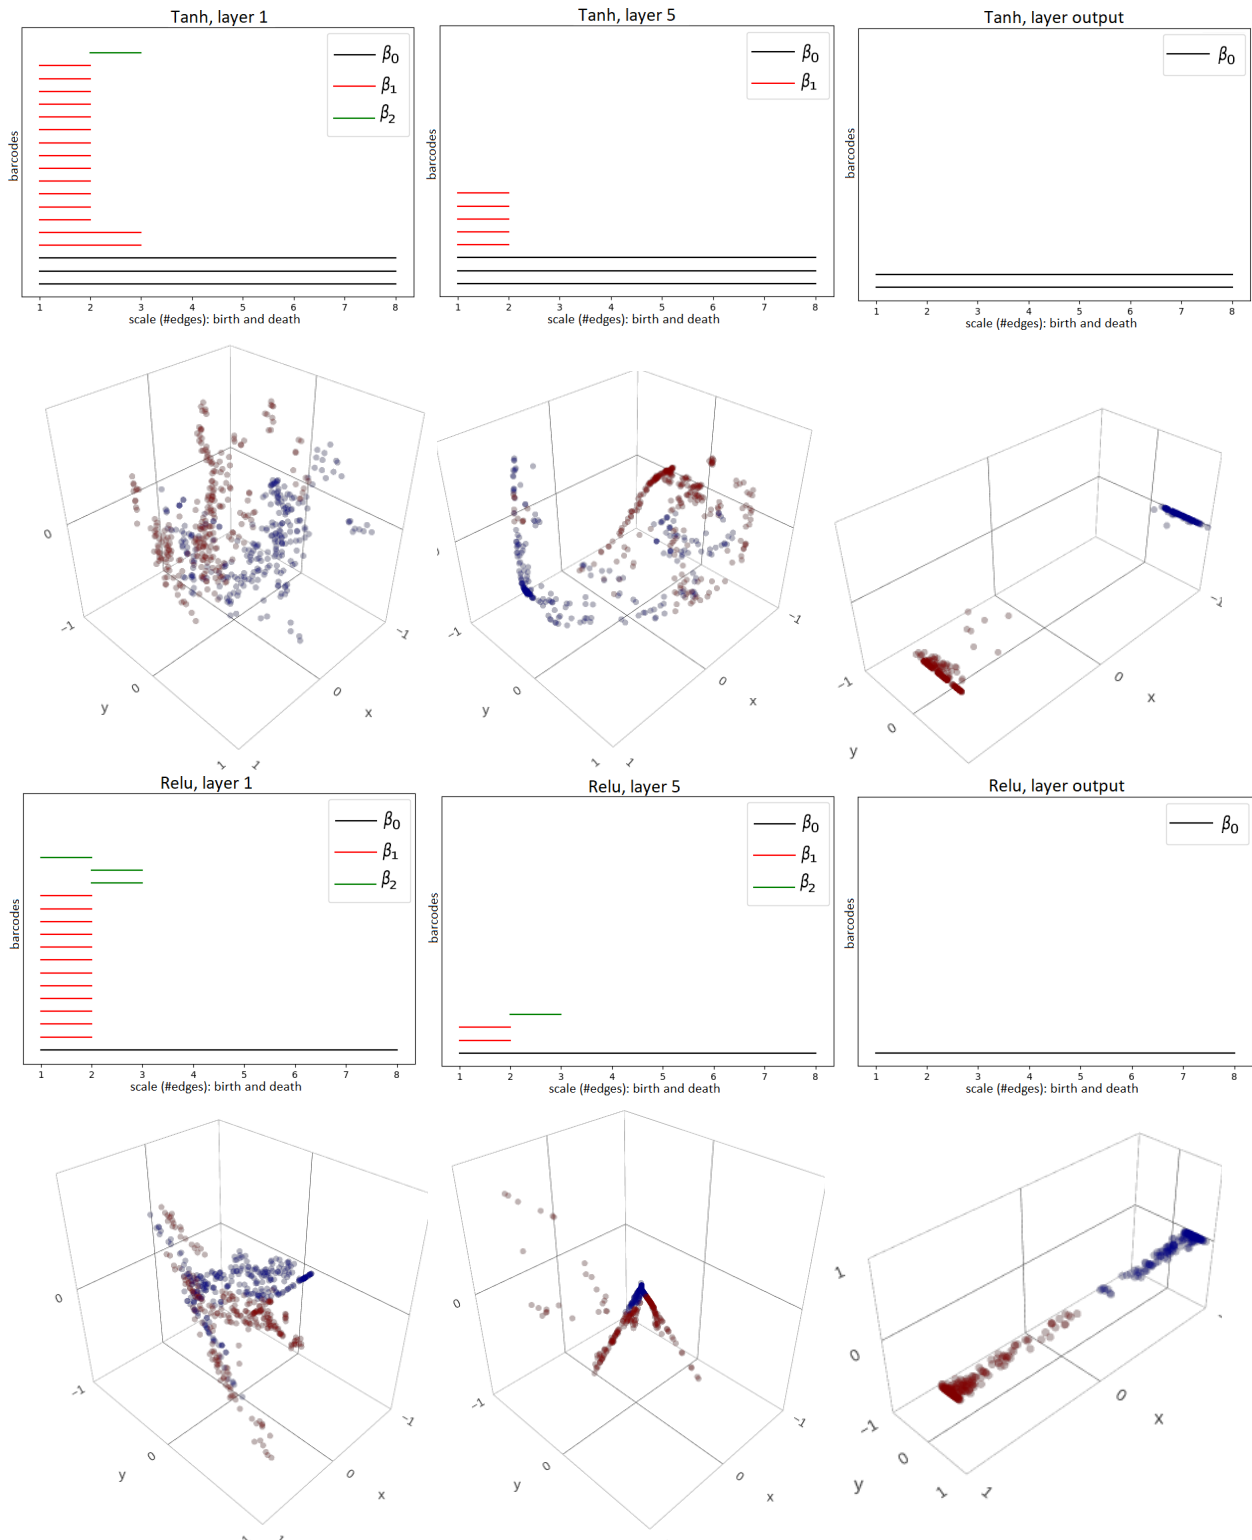 Tanh, layer 1
β0
β1
β2
barcodes
1 2 3 4 5 6 7 8
scale (#edges): birth and death
Tanh, layer 5
β0
β1
barcodes
1 2 3 4 5 6 7 8
scale (#edges): birth and death
Tanh, layer output
β0
barcodes
1 2 3 4 5 6 7 8
scale (#edges): birth and death
0
−1
0
y
1
1
0
x
−1
−1
0
y
1
1
0
x
−1
−1
0
y
0
x
Relu, layer 1
β0
β1
β2
barcodes
1 2 3 4 5 6 7 8
scale (#edges): birth and death
Relu, layer 5
β0
β1
β2
barcodes
1 2 3 4 5 6 7 8
scale (#edges): birth and death
Relu, layer output
β0
barcodes
1 2 3 4 5 6 7 8
scale (#edges): birth and death
0
−1
0
y
0
x
−1
0
−1
0
y
0
x
−1
1
0
−1
0
y
1
1
0
x